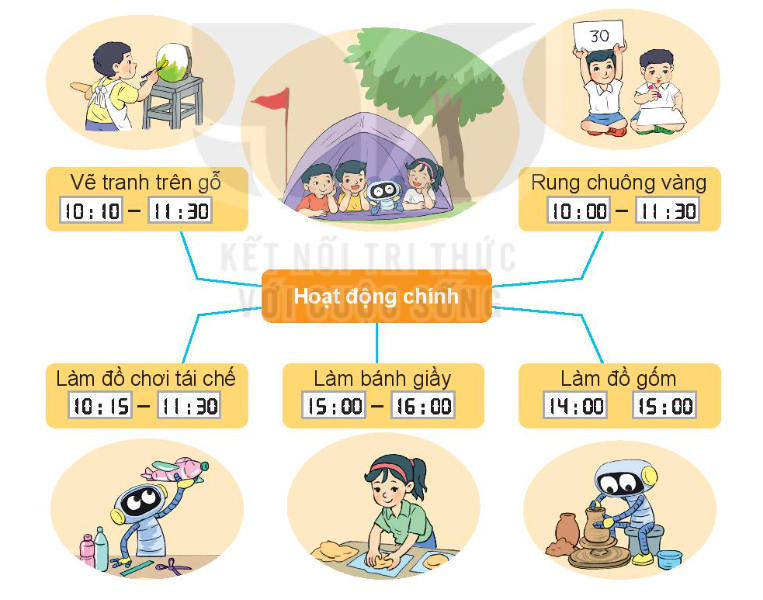 30
Vẽ tranh trên gỗ
10:10 – 11:30
Rung chuông vàng
10:00 – 11:30
KẾT NỐI TRI THỨC
VỚI CUỘC SỐNG
Hoạt động chính
Làm đồ chơi tái chế
10:15 – 11:30
Làm bánh giầy
15:00 – 16:00
Làm đồ gốm
14:00 15:00